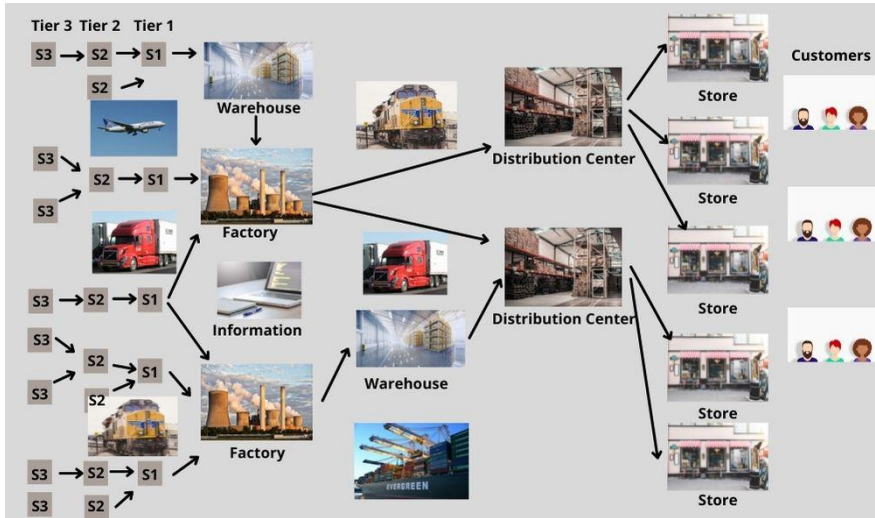 Tier 3 Tier 2 Tier 1
S3 S2 S1
S2
Warehouse
Store
Customers
S3
S2 S1
S3
Factory
Distribution Center
Store
S3 S2 S1
Information
Distribution Center
Store
S3
S2
S1
S3
S2
Warehouse
Store
Factory
S3 S2 S1
S3 S2
EVERGREEN
Store